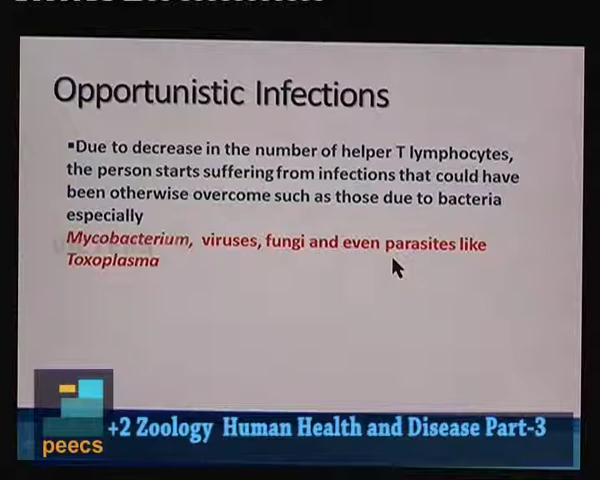 Opportunistic Infections
▪Due to decrease in the number of helper T lymphocytes,
the person starts suffering from infections that could have
been otherwise overcome such as those due to bacteria
especially
Mycobacterium, viruses, fungi and even parasites like
Toxoplasma
+2 Zoology Human Health and Disease Part-3
peecs